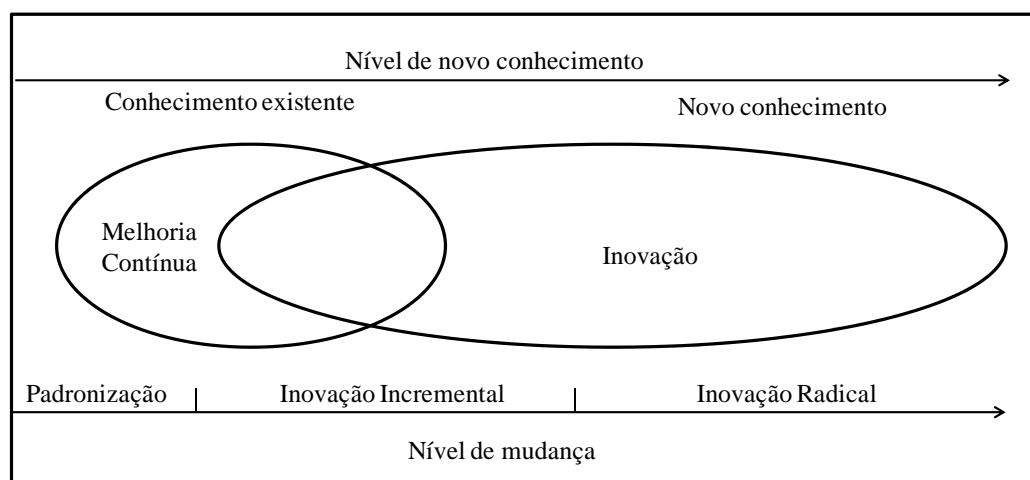 Nível de novo conhecimento
Conhecimento existente
Novo conhecimento
Melhoria
Contínua
Inovação
Padronização
Inovação Incremental
Inovação Radical
Nível de mudança